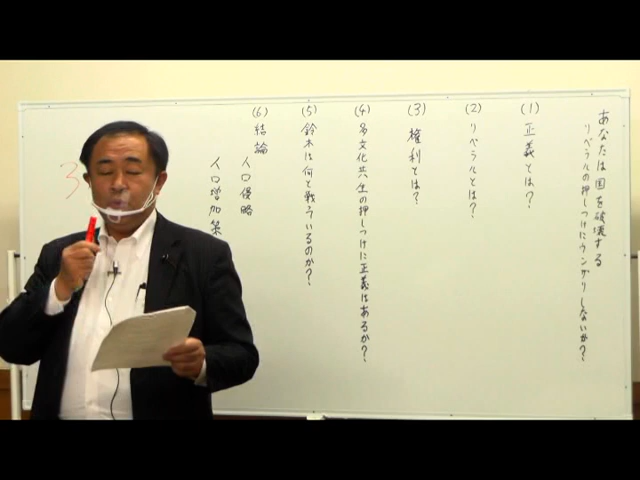 あなたは国を破壊する
リベラルの押しつけにウンザリしないか?
(1) 正義とは?
(2) リベラルとは?
(3) 権利とは?
(4) 多文化共生の押しつけに正義はあるか?
(5) 鈴木は何と戦っているのか?
(6) 結論
人口侵略
人口増加策
3